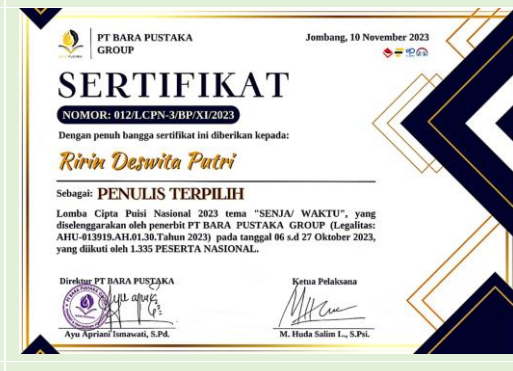 PT BARA PUSTAKA
GROUP
Jombang, 10 November 2023
SERTIFIKAT
NOMOR: 012/LCPN-3/BP/XI/2023
Dengan penuh bangga sertifikat ini diberikan kepada:
Ririn Deswita Putri
Sebagai: PENULIS TERPILIH
Lomba Cipta Puisi Nasional 2023 tema "SENJA/ WAKTU", yang
diselenggarakan oleh penerbit PT BARA PUSTAKA GROUP (Legalitas:
AHU-013919.AH.01.30.Tahun 2023) pada tanggal 06 s.d 27 Oktober 2023,
yang diikuti oleh 1.335 PESERTA NASIONAL.
Direktur PT BARA PUSTAKA
Ketua Pelaksana
Ayu Apriani Ismawati, S.Pd.
M. Huda Salim L., S.Psi.